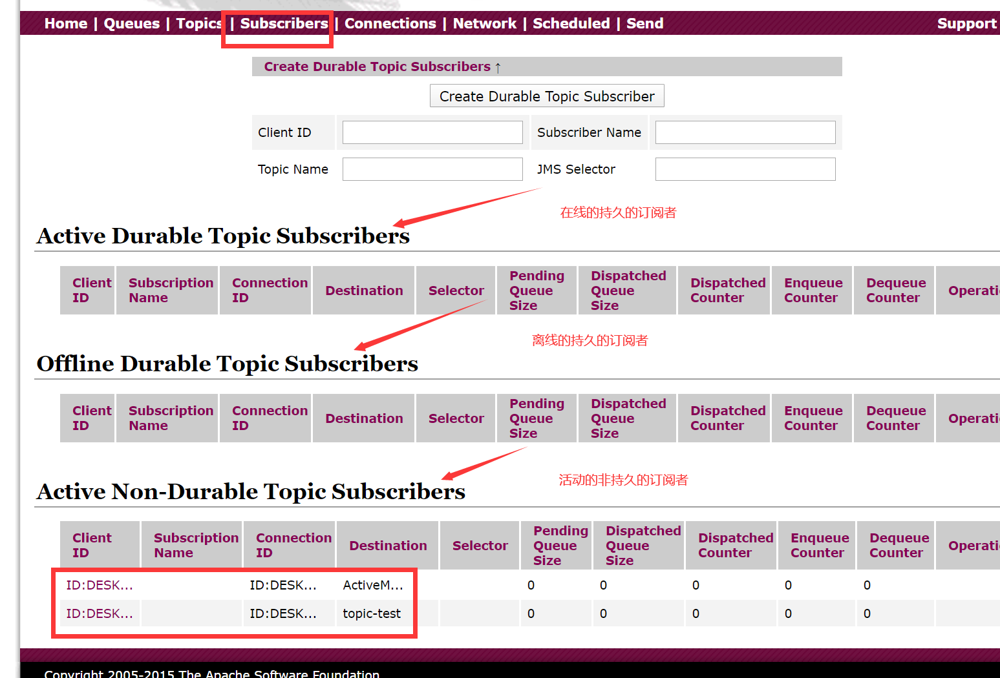 Home | Queues | Topics | Subscribers | Connections | Network | Scheduled | Send
Support
Create Durable Topic Subscribers ↑
Create Durable Topic Subscriber
Client ID
Subscriber Name
Topic Name
JMS Selector
在线的持久的订阅者
Active Durable Topic Subscribers
Client ID Subscription Name Connection ID Destination Selector Pending Queue Size Dispatched Queue Size Dispatched Counter Enqueue Counter Dequeue Counter Operati
离线的持久的订阅者
Offline Durable Topic Subscribers
Client ID Subscription Name Connection ID Destination Selector Pending Queue Size Dispatched Queue Size Dispatched Counter Enqueue Counter Dequeue Counter Operati
活动的非持久的订阅者
Active Non-Durable Topic Subscribers
Client ID Subscription Name Connection ID Destination Selector Pending Queue Size Dispatched Queue Size Dispatched Counter Enqueue Counter Dequeue Counter Operati
ID:DESK... ID:DESK... ActiveM... 0 0 0 0 0
ID:DESK... ID:DESK... topic-test 0 0 0 0 0
Copyright 2005-2015 The Apache Software Foundation.